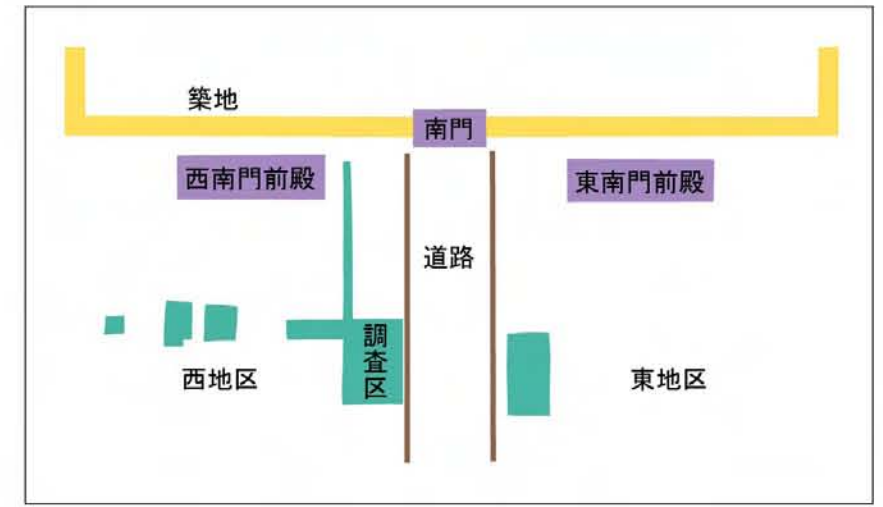 築地
南門
西南門前殿
東南門前殿
道路
調査区
西地区
東地区